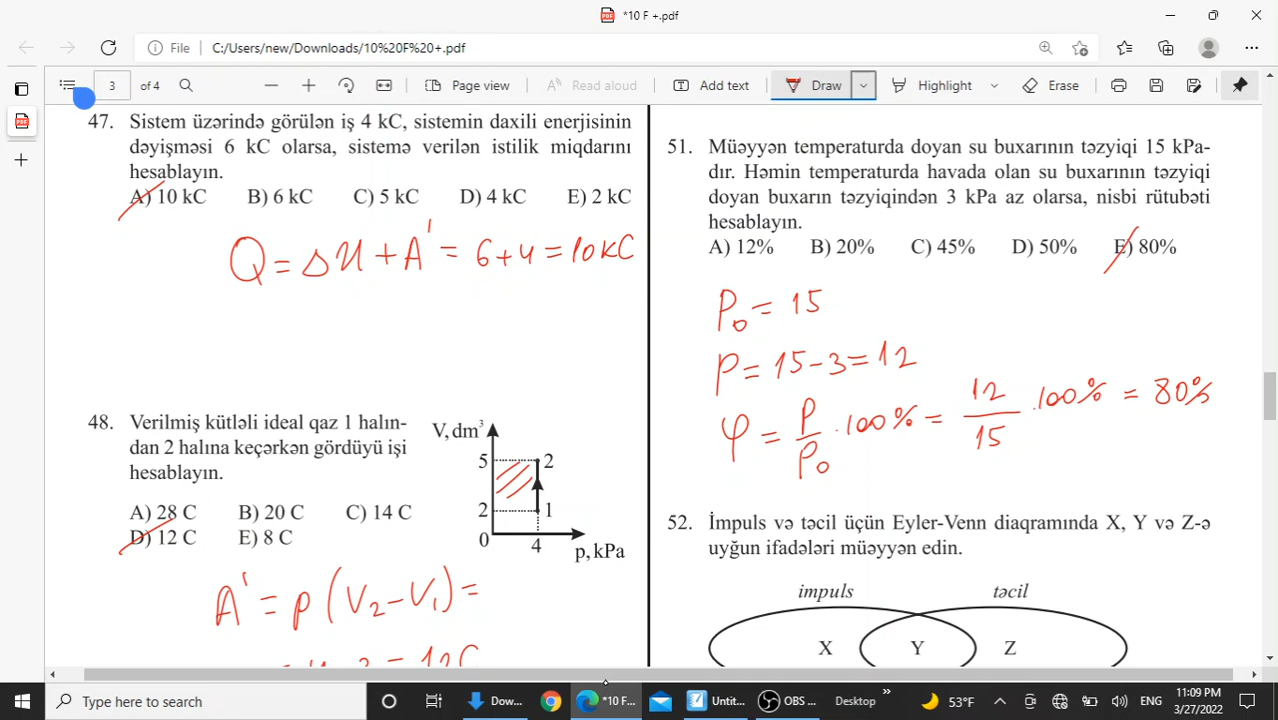 *10 F +.pdf
File C:/Users/new/Downloads/10%20F%20+.pdf
3 of 4 Page view Read aloud Add text Draw Highlight Erase
47. Sistem üzərində görülən iş 4 kC, sistemin daxili enerjisinin
dəyişməsi 6 kC olarsa, sistemə verilən istilik miqdarını
hesablayın.
A) 10 kC B) 6 kC C) 5 kC D) 4 kC E) 2 kC
Q = ΔU + A' = 6+4 = 10 kC
48. Verilmiş kütləli ideal qaz 1 halın-
dan 2 halına keçərkən gördüyü işi
hesablayın.
A) 28 C B) 20 C C) 14 C
D) 12 C E) 8 C
V, dm³
5 2
2 1
0 4 p, kPa
A' = p (V₂ – V₁) =
51. Müəyyən temperaturda doyan su buxarının təzyiqi 15 kPa-
dır. Həmin temperaturda havada olan su buxarının təzyiqi
doyan buxarın təzyiqindən 3 kPa az olarsa, nisbi rütubəti
hesablayın.
A) 12% B) 20% C) 45% D) 50% E) 80%
P₀ = 15
P = 15 – 3 = 12
φ = P/P₀ · 100% = 12/15 · 100% = 80%
52. İmpuls və təcil üçün Eyler-Venn diaqramında X, Y və Z-ə
uyğun ifadələri müəyyən edin.
impuls təcil
X Y Z
Type here to search Dow... *10 F... Untit... OBS ... Desktop » 53°F ENG 11:09 PM
3/27/2022